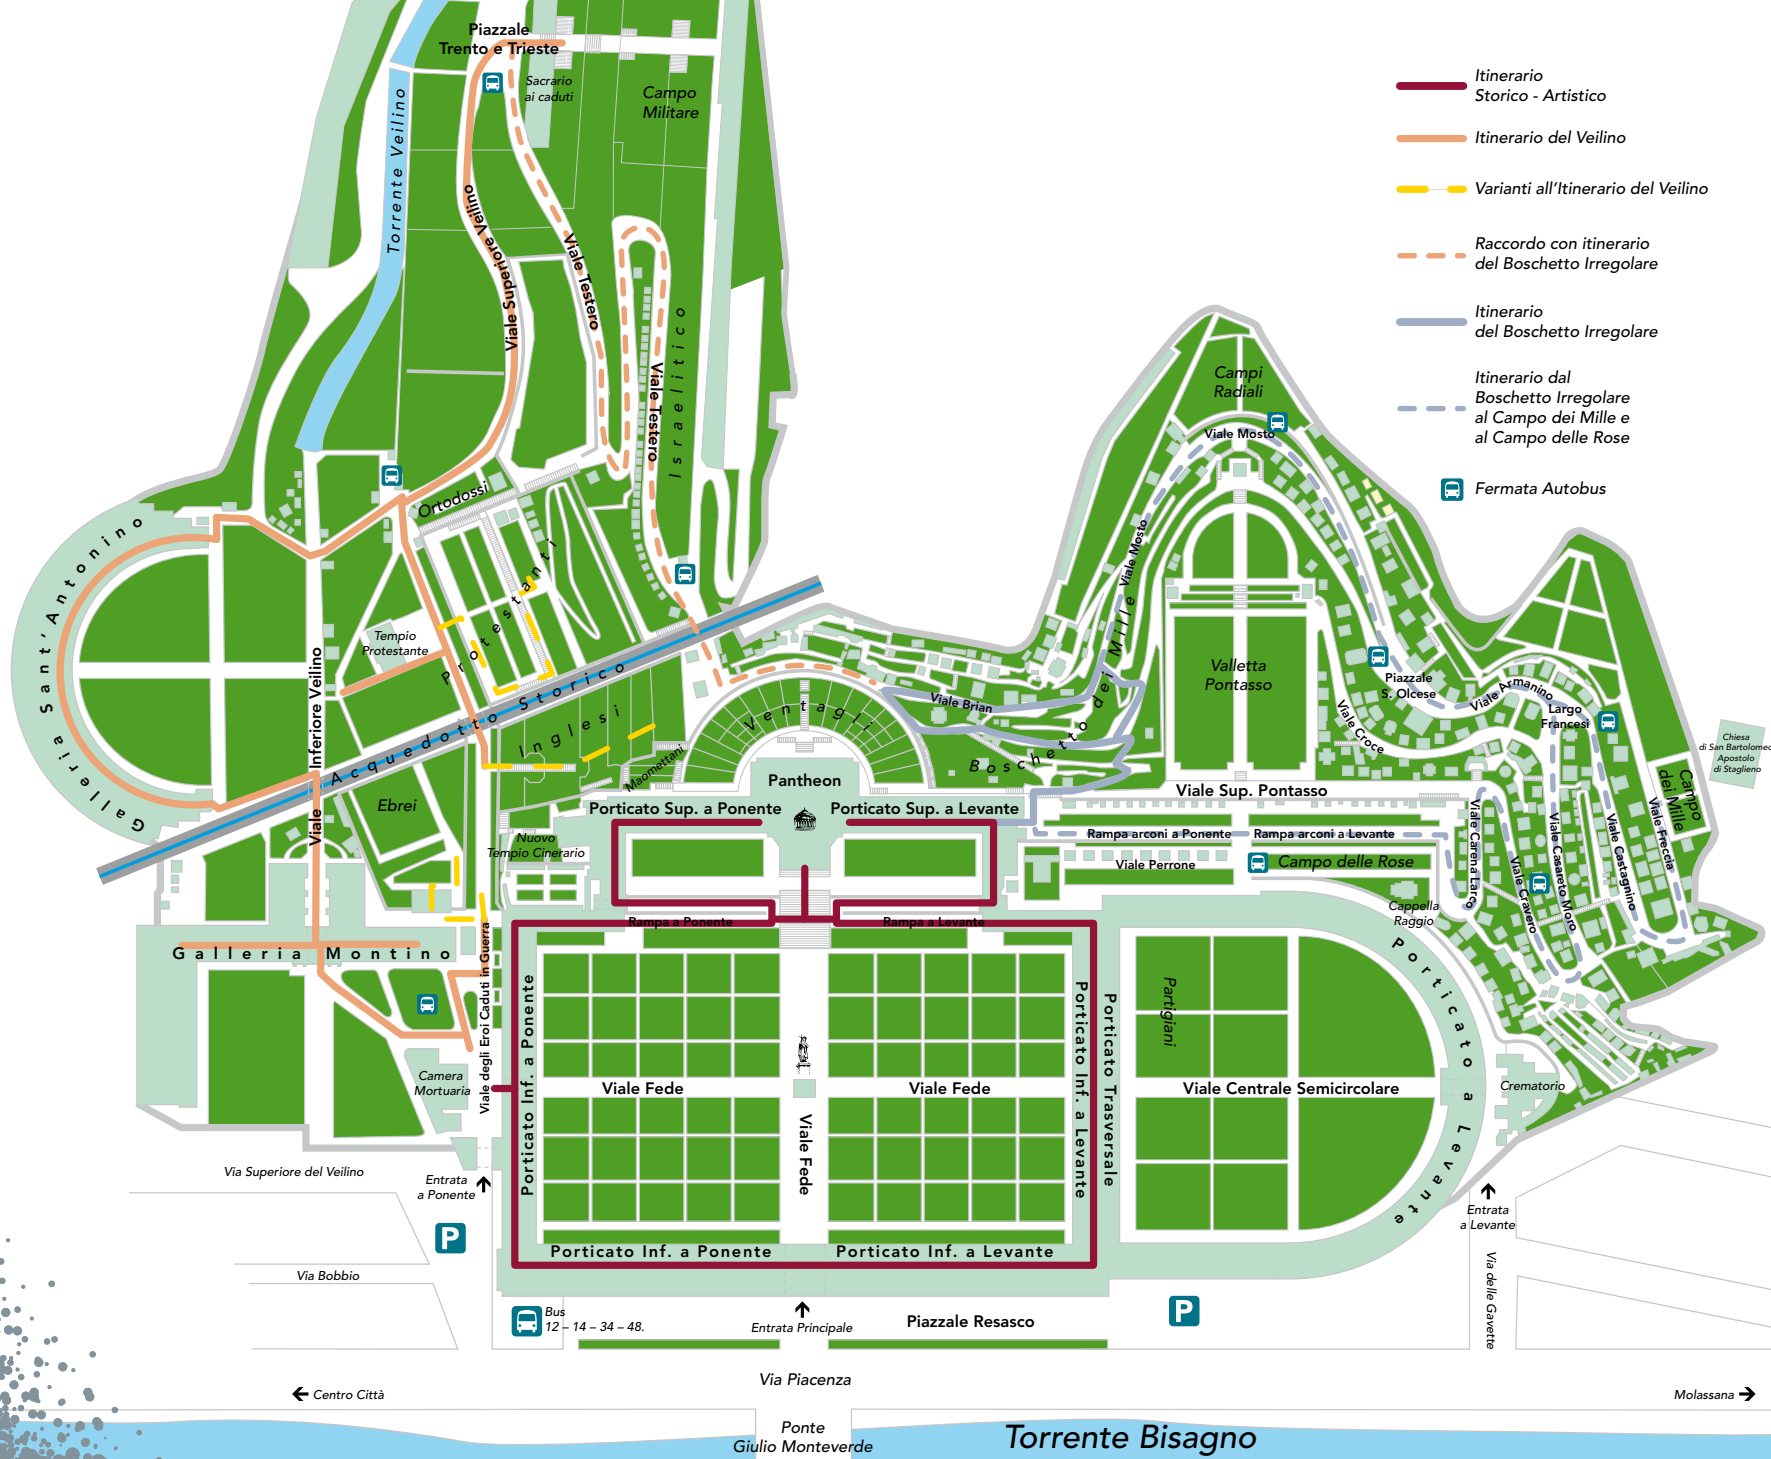 Piazzale
Trento e Trieste
Sacrario
ai caduti
Campo
Militare
Torrente Veilino
Viale Superiore Veilino
Viale Testero
Viale Testero
Israelitico
Itinerario
Storico - Artistico
Itinerario del Veilino
Varianti all'Itinerario del Veilino
Raccordo con itinerario
del Boschetto Irregolare
Itinerario
del Boschetto Irregolare
Itinerario dal
Boschetto Irregolare
al Campo dei Mille e
al Campo delle Rose
Fermata Autobus
Campi
Radiali
Viale Mosto
Viale Mosto
Ortodossi
Protestanti
Tempio
Protestante
Galleria Sant'Antonino
Viale Inferiore Veilino
Acquedotto Storico
Inglesi
Maomettani
Ebrei
Ventagli
Viale Brian
Boschetto dei Mille
Valletta
Pontasso
Piazzale
S. Olcese
Viale Croce
Viale Armanino
Largo
Francesi
Chiesa
di San Bartolomeo
Apostolo
di Staglieno
Campo
dei Mille
Pantheon
Porticato Sup. a Ponente
Porticato Sup. a Levante
Viale Sup. Pontasso
Rampa arconi a Ponente
Rampa arconi a Levante
Viale Perrone
Campo delle Rose
Viale Carena Larco
Viale Cravero
Viale Casareto Moro
Viale Castagnino
Viale Freccia
Nuovo
Tempio Cinerario
Cappella
Raggio
Rampa a Ponente
Rampa a Levante
Galleria Montino
Viale degli Eroi Caduti in Guerra
Porticato Inf. a Ponente
Porticato Inf. a Levante
Porticato Trasversale
Partigiani
Porticato a Levante
Camera
Mortuaria
Viale Fede
Viale Fede
Viale Fede
Viale Centrale Semicircolare
Crematorio
Via Superiore del Veilino
Entrata
a Ponente
Entrata
a Levante
P
Porticato Inf. a Ponente
Porticato Inf. a Levante
Via Bobbio
Via delle Gavette
Bus
12 – 14 – 34 – 48.
Entrata Principale
Piazzale Resasco
P
Via Piacenza
Centro Città
Molassana
Ponte
Giulio Monteverde
Torrente Bisagno